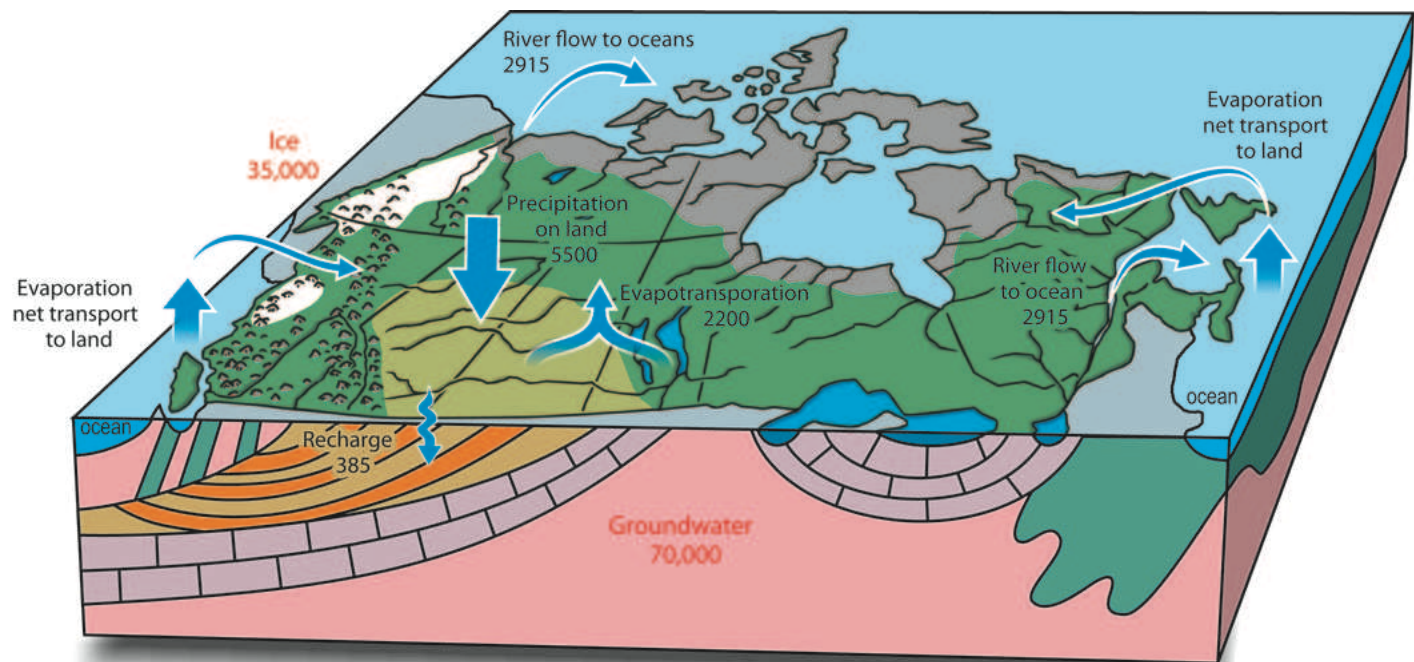 River flow to oceans
2915
Evaporation
net transport
to land
Ice
35,000
Precipitation
on land
5500
Evaporation
net transport
to land
Evapotransporation
2200
River flow
to ocean
2915
ocean
ocean
Recharge
385
Groundwater
70,000